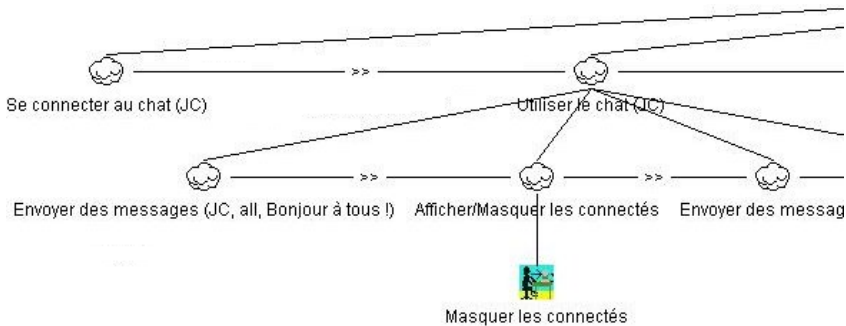 >>
Se connecter au chat (JC) Utiliser le chat (JC)
>> >>
Envoyer des messages (JC, all, Bonjour à tous !) Afficher/Masquer les connectés Envoyer des messag
Masquer les connectés